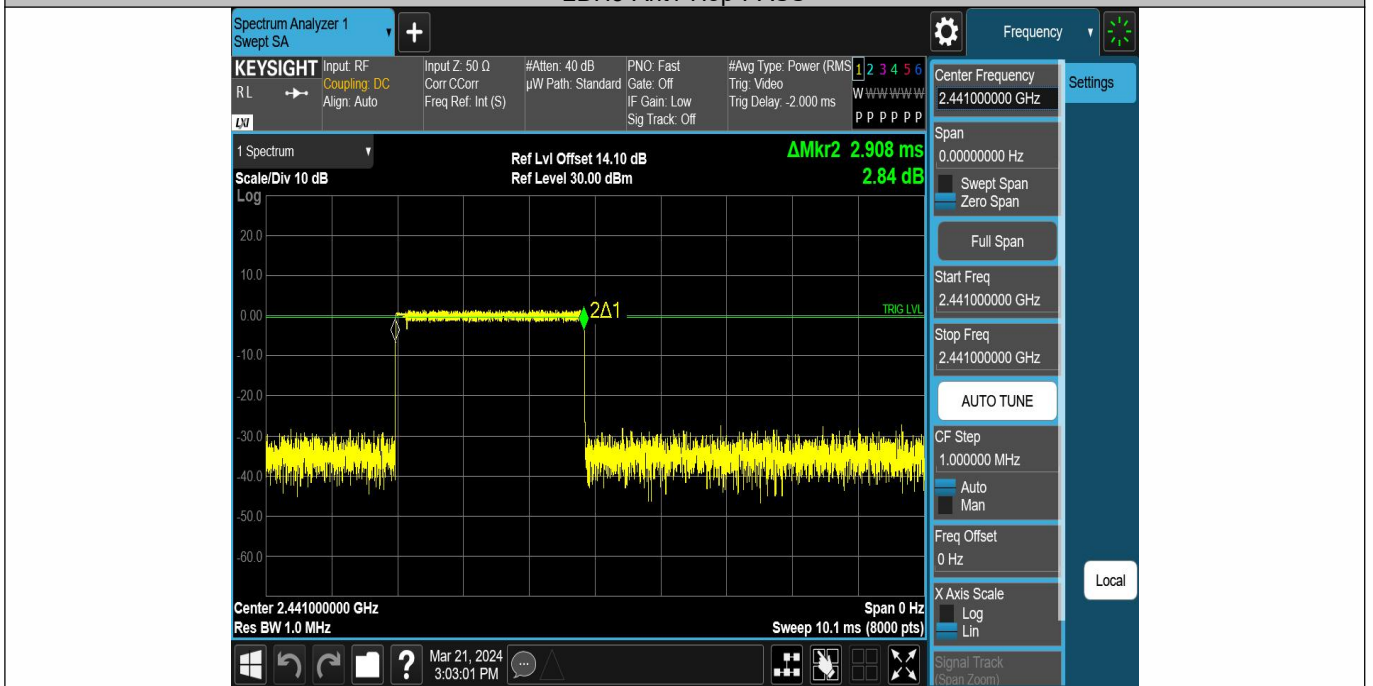 Spectrum Analyzer 1
Swept SA
+
Frequency
KEYSIGHT
R L
LXI
Input: RF
Coupling: DC
Align: Auto
Input Z: 50 Ω
Corr CCorr
Freq Ref: Int (S)
#Atten: 40 dB
µW Path: Standard
PNO: Fast
Gate: Off
IF Gain: Low
Sig Track: Off
#Avg Type: Power (RMS
Trig: Video
Trig Delay: -2.000 ms
1 2 3 4 5 6
W W W W W W
P P P P P P
1 Spectrum
Scale/Div 10 dB
Ref Lvl Offset 14.10 dB
Ref Level 30.00 dBm
ΔMkr2 2.908 ms
2.84 dB
Log
20.0
10.0
0.00
-10.0
-20.0
-30.0
-40.0
-50.0
-60.0
2Δ1
TRIG LVL
Center 2.441000000 GHz
Res BW 1.0 MHz
Span 0 Hz
Sweep 10.1 ms (8000 pts)
Center Frequency
2.441000000 GHz
Settings
Span
0.00000000 Hz
Swept Span
Zero Span
Full Span
Start Freq
2.441000000 GHz
Stop Freq
2.441000000 GHz
AUTO TUNE
CF Step
1.000000 MHz
Auto
Man
Freq Offset
0 Hz
X Axis Scale
Log
Lin
Signal Track
(Span Zoom)
Local
?
Mar 21, 2024
3:03:01 PM